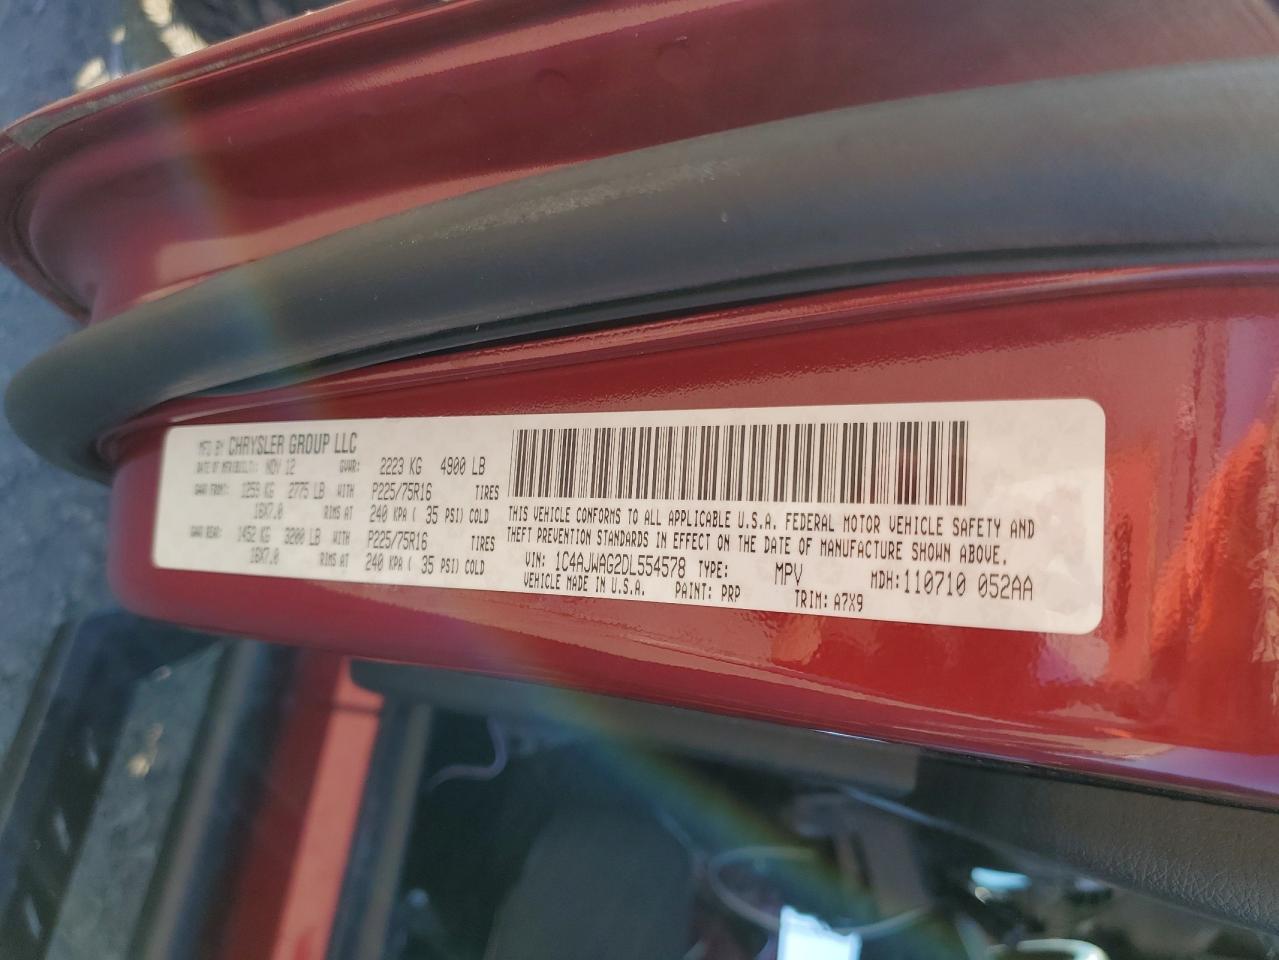 MFD BY CHRYSLER GROUP LLC
DATE OF MFR(BUILT): NOV 12 GVWR: 2223 KG 4900 LB
GAWR FRONT: 1259 KG 2775 LB WITH P225/75R16 TIRES
16X7.0 RIMS AT 240 KPA ( 35 PSI) COLD
GAWR REAR: 1452 KG 3200 LB WITH P225/75R16 TIRES
16X7.0 RIMS AT 240 KPA ( 35 PSI) COLD
THIS VEHICLE CONFORMS TO ALL APPLICABLE U.S.A. FEDERAL MOTOR VEHICLE SAFETY AND
THEFT PREVENTION STANDARDS IN EFFECT ON THE DATE OF MANUFACTURE SHOWN ABOVE.
VIN: 1C4AJWAG2DL554578 TYPE: MPV MDH:110710 052AA
VEHICLE MADE IN U.S.A. PAINT: PRP TRIM: A7X9